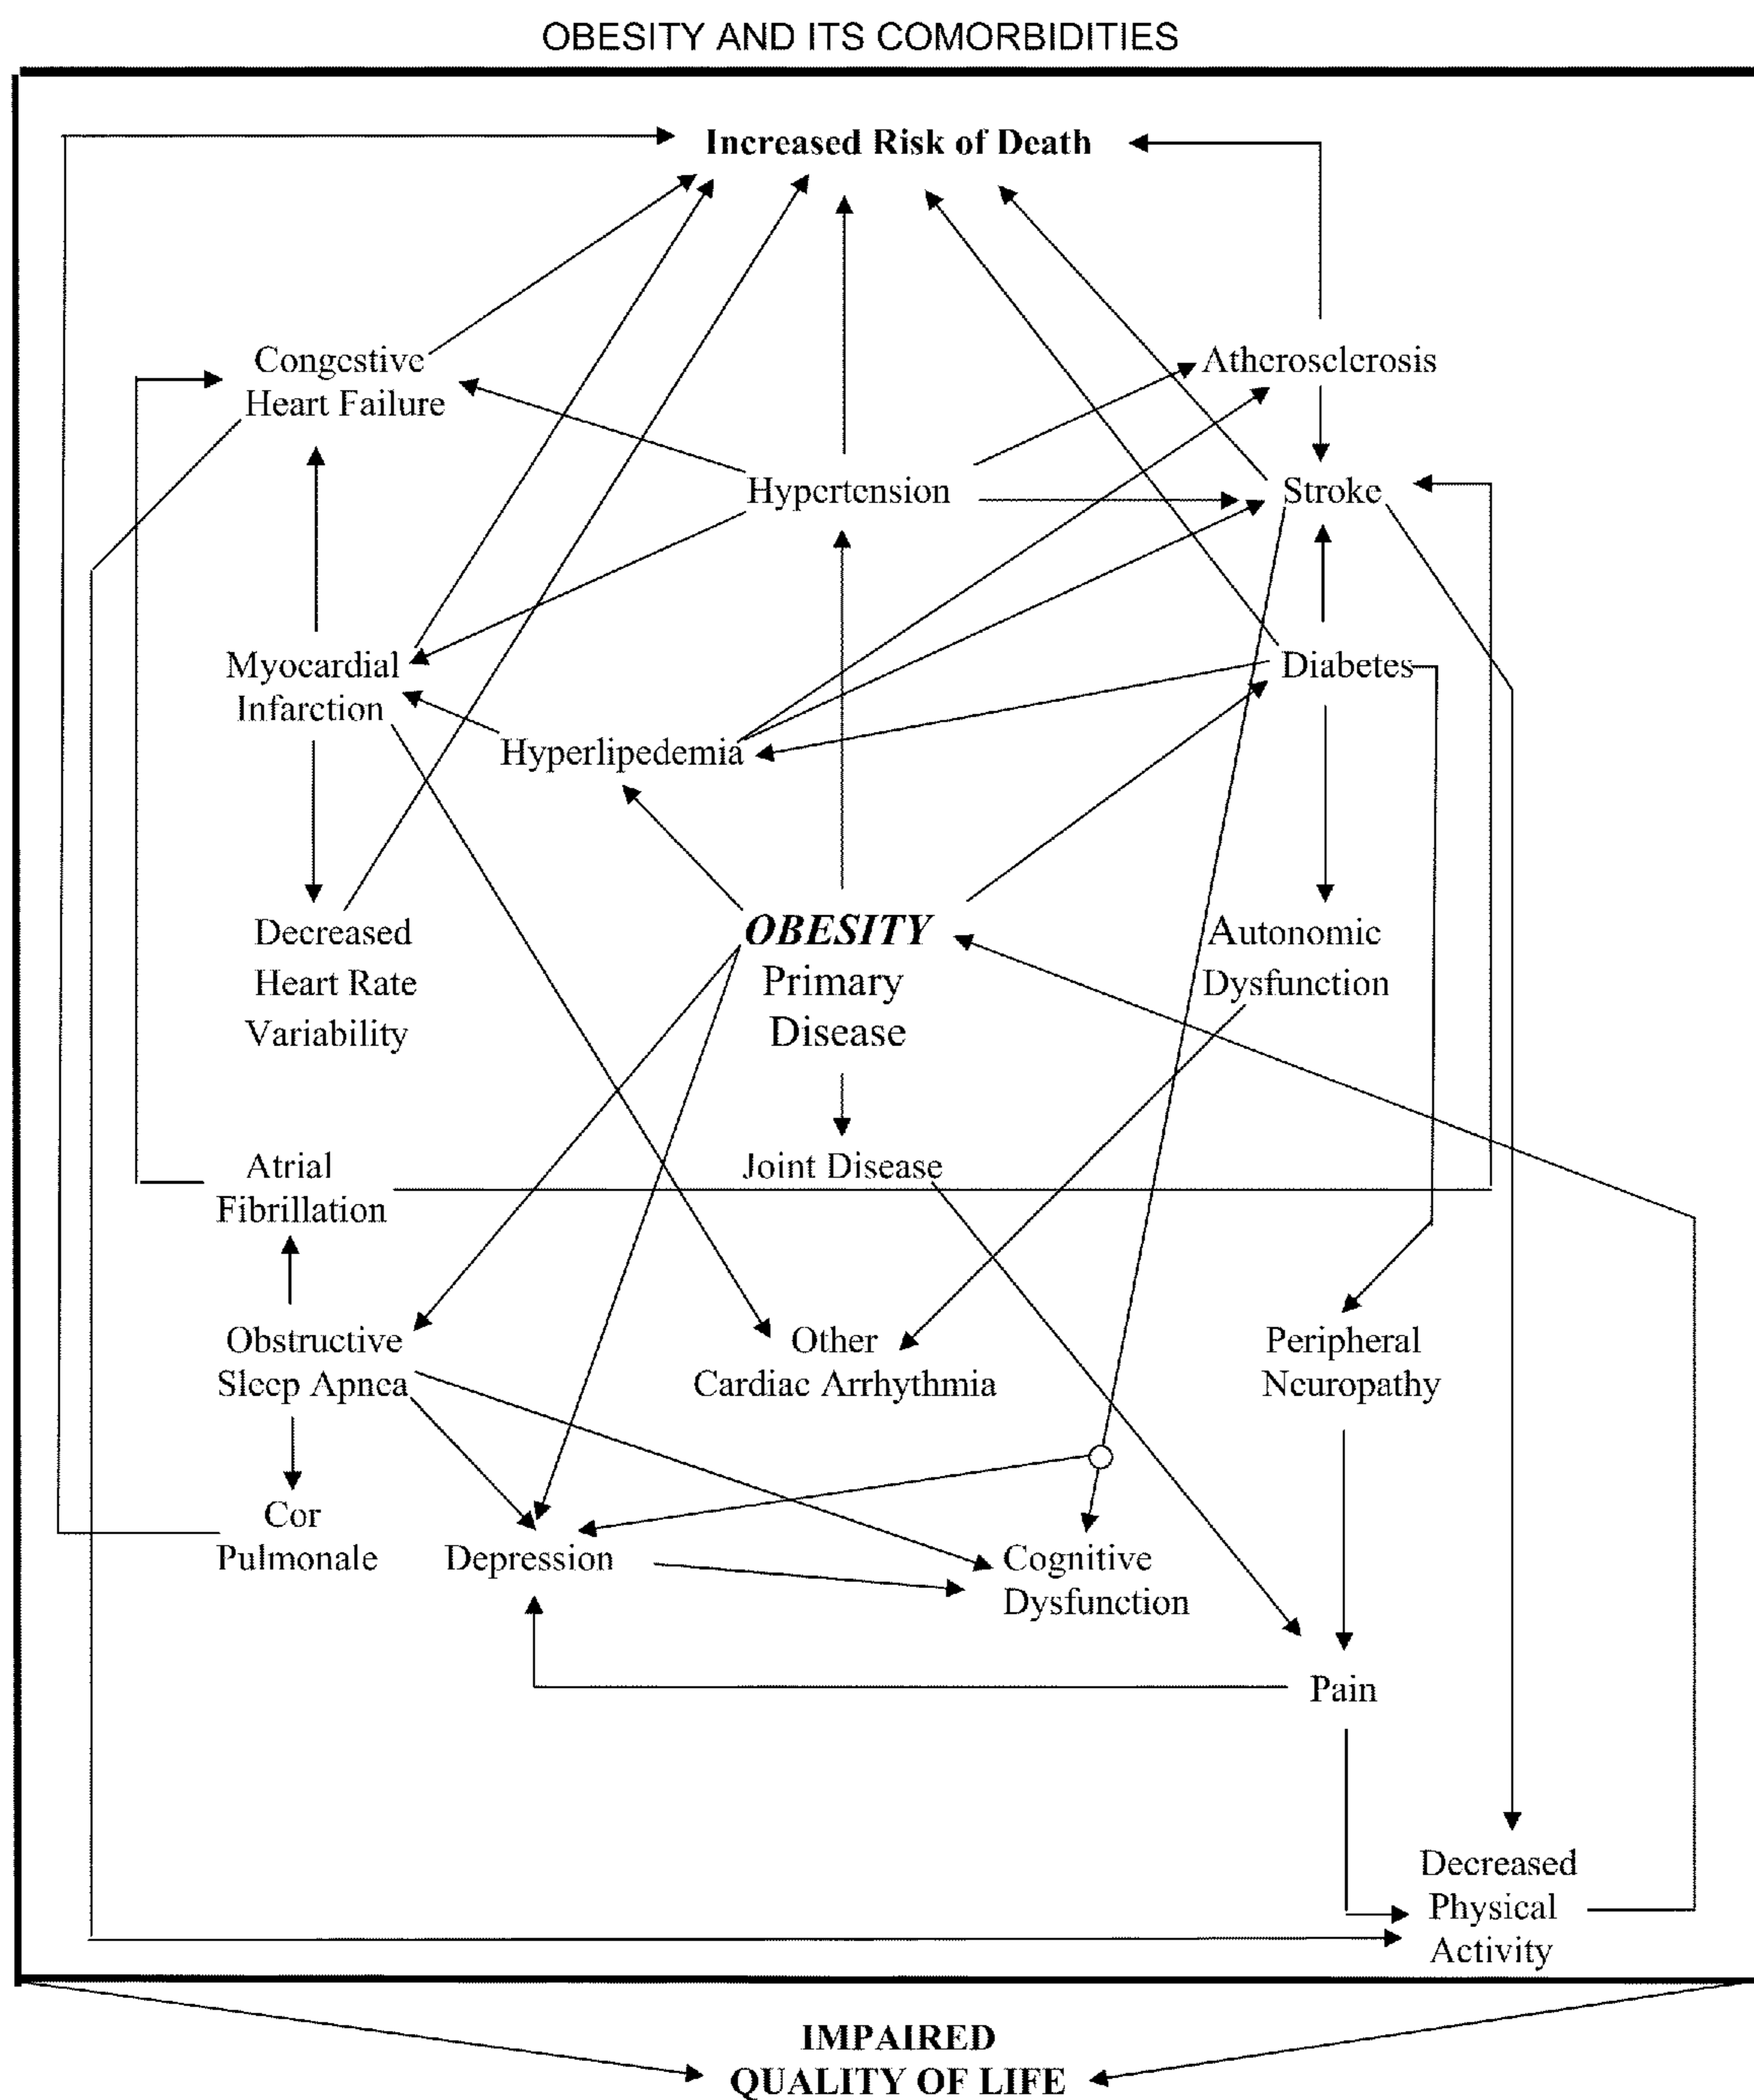 OBESITY AND ITS COMORBIDITIES
Increased Risk of Death
Congestive
Heart Failure
Atherosclerosis
Hypertension
Stroke
Myocardial
Infarction
Diabetes
Hyperlipedemia
Decreased
Heart Rate
Variability
OBESITY
Primary
Disease
Autonomic
Dysfunction
Atrial
Fibrillation
Joint Disease
Obstructive
Sleep Apnea
Other
Cardiac Arrhythmia
Peripheral
Neuropathy
Cor
Pulmonale
Depression
Cognitive
Dysfunction
Pain
Decreased
Physical
Activity
IMPAIRED
QUALITY OF LIFE